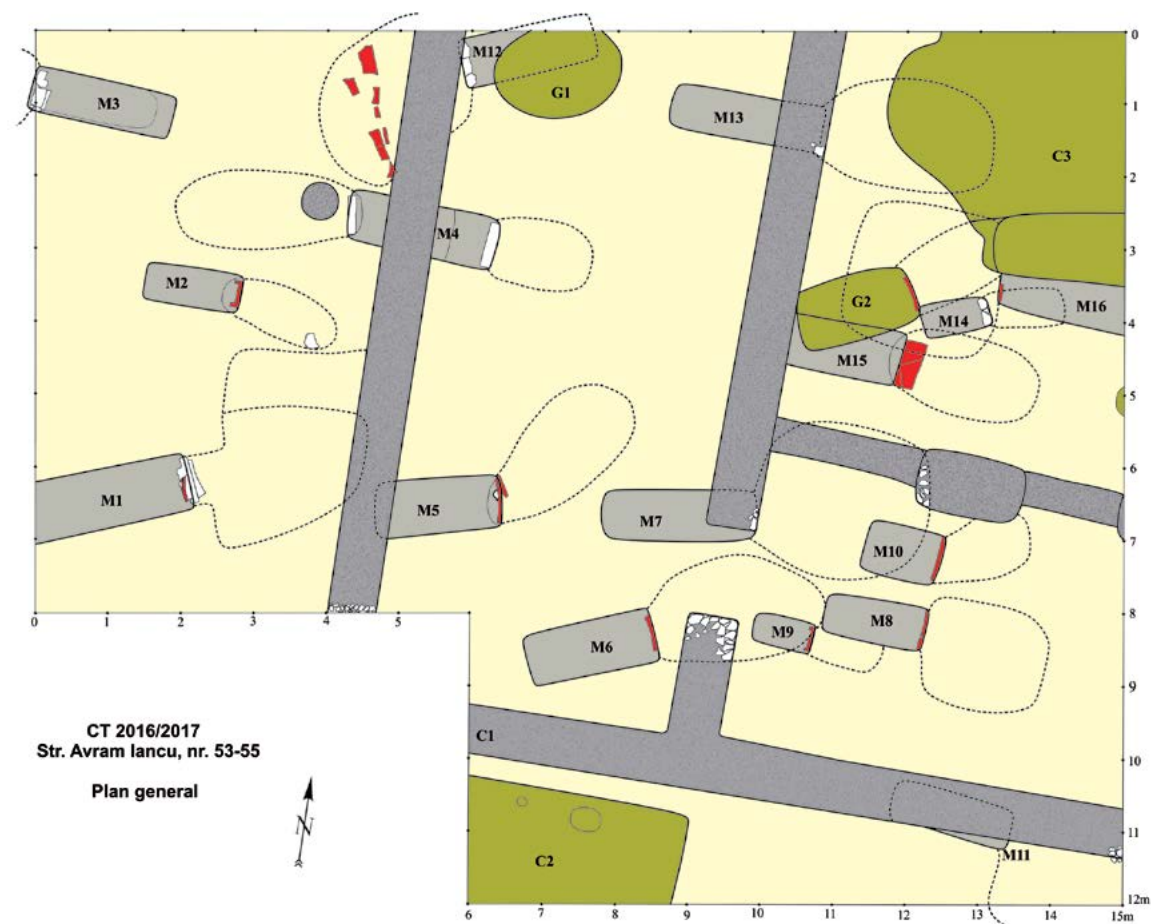 0
M12
M3
G1
M13
1
C3
2
M4
3
M2
G2
M16
M14
4
M15
5
6
M1
M5
M7
7
M10
0 1 2 3 4 5
8
M8
M9
M6
9
CT 2016/2017
Str. Avram Iancu, nr. 53-55
C1
Plan general
10
N
11
M11
C2
12m
6 7 8 9 10 11 12 13 14 15m